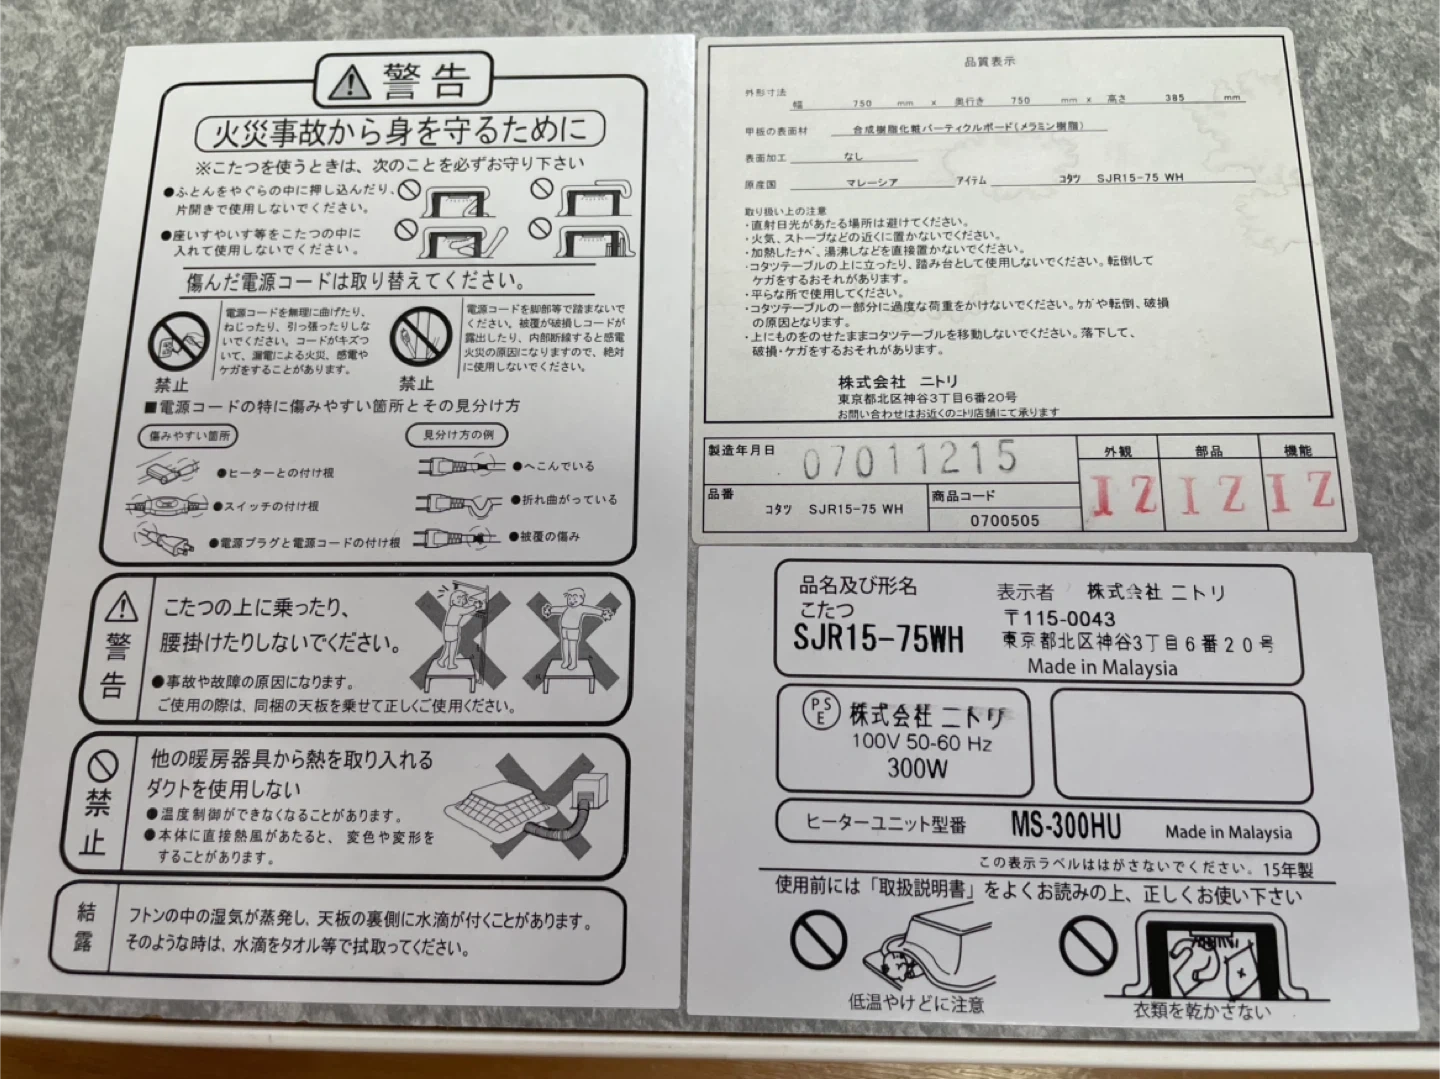 警告
火災事故から身を守るために
※こたつを使うときは、次のことを必ずお守り下さい
●ふとんをやぐらの中に押し込んだり、
片開きで使用しないでください。
●座いすやいす等をこたつの中に
入れて使用しないでください。
傷んだ電源コードは取り替えてください。
電源コードを無理に曲げたり、
ねじったり、引っ張ったりしな
いでください。コードがキズつ
いて、漏電による火災、感電や
ケガをすることがあります。
禁止
電源コードを脚部等で踏まないで
ください。被覆が破損しコードが
露出したり、内部断線すると感電
火災の原因になりますので、絶対
に使用しないでください。
禁止
■電源コードの特に傷みやすい箇所とその見分け方
傷みやすい箇所
●ヒーターとの付け根
●スイッチの付け根
●電源プラグと電源コードの付け根
見分け方の例
●へこんでいる
●折れ曲がっている
●被覆の傷み
警告
こたつの上に乗ったり、
腰掛けたりしないでください。
●事故や故障の原因になります。
ご使用の際は、同梱の天板を乗せて正しくご使用ください。
禁止
他の暖房器具から熱を取り入れる
ダクトを使用しない
●温度制御ができなくなることがあります。
●本体に直接熱風があたると、変色や変形を
することがあります。
結露
フトンの中の湿気が蒸発し、天板の裏側に水滴が付くことがあります。
そのような時は、水滴をタオル等で拭取ってください。
品質表示
外形寸法 幅 750 mm × 奥行き 750 mm × 高さ 385 mm
甲板の表面材 合成樹脂化粧パーティクルボード(メラミン樹脂)
表面加工 なし
原産国 マレーシア アイテム コタツ SJR15-75 WH
取り扱い上の注意
・直射日光があたる場所は避けてください。
・火気、ストーブなどの近くに置かないでください。
・加熱したナベ、湯沸しなどを直接置かないでください。
・コタツテーブルの上に立ったり、踏み台として使用しないでください。転倒して
ケガをするおそれがあります。
・平らな所で使用してください。
・コタツテーブルの一部分に過度な荷重をかけないでください。ケガや転倒、破損
の原因となります。
・上にものをのせたままコタツテーブルを移動しないでください。落下して、
破損・ケガをするおそれがあります。
株式会社 ニトリ
東京都北区神谷3丁目6番20号
お問い合わせはお近くのニトリ店舗にて承ります
製造年月日 07011215
外観 部品 機能
IZ IZ IZ
品番 コタツ SJR15-75 WH
商品コード 0700505
品名及び形名
こたつ
SJR15-75WH
表示者 株式会社 ニトリ
〒115-0043
東京都北区神谷3丁目6番20号
Made in Malaysia
PSE 株式会社 ニトリ
100V 50-60 Hz
300W
ヒーターユニット型番 MS-300HU Made in Malaysia
この表示ラベルははがさないでください。15年製
使用前には「取扱説明書」をよくお読みの上、正しくお使い下さい
低温やけどに注意
衣類を乾かさない